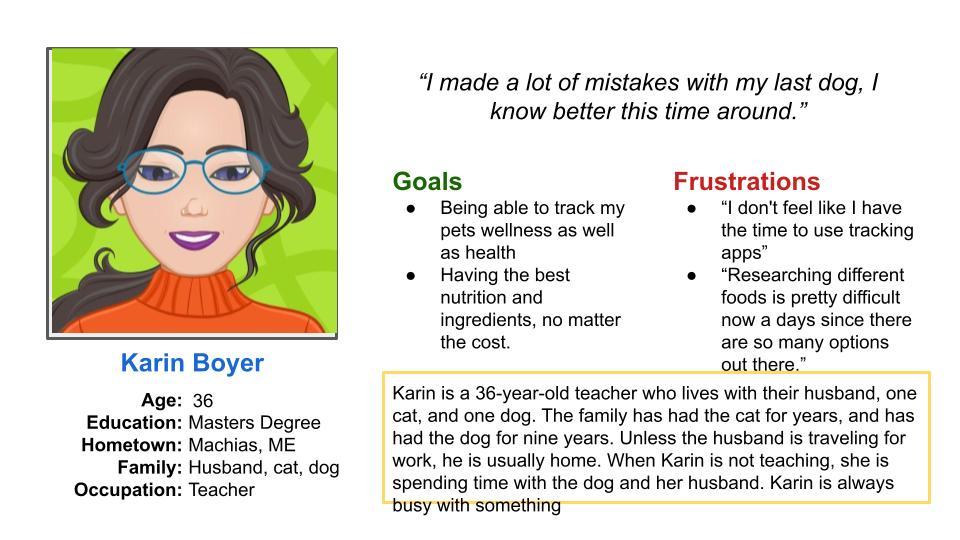 “I made a lot of mistakes with my last dog, I
know better this time around.”
Goals
● Being able to track my
pets wellness as well
as health
● Having the best
nutrition and
ingredients, no matter
the cost.
Frustrations
● “I don't feel like I have
the time to use tracking
apps”
● “Researching different
foods is pretty difficult
now a days since there
are so many options
out there.”
Karin Boyer
Age: 36
Education: Masters Degree
Hometown: Machias, ME
Family: Husband, cat, dog
Occupation: Teacher
Karin is a 36-year-old teacher who lives with their husband, one
cat, and one dog. The family has had the cat for years, and has
had the dog for nine years. Unless the husband is traveling for
work, he is usually home. When Karin is not teaching, she is
spending time with the dog and her husband. Karin is always
busy with something